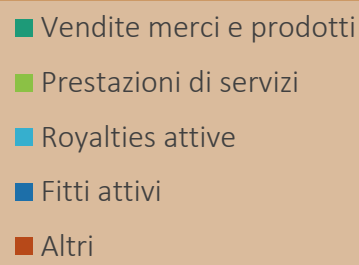 Vendite merci e prodotti
Prestazioni di servizi
Royalties attive
Fitti attivi
Altri